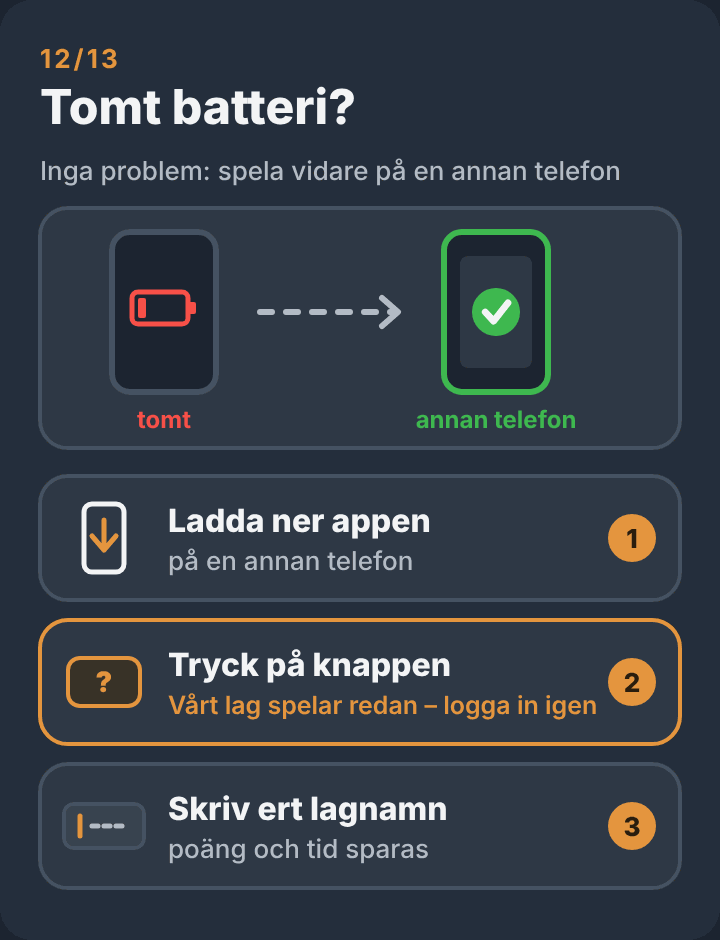 12/13
Tomt batteri?
Inga problem: spela vidare på en annan telefon
tomt
annan telefon
Ladda ner appen
på en annan telefon
1
?
Tryck på knappen
Vårt lag spelar redan – logga in igen
2
Skriv ert lagnamn
poäng och tid sparas
3